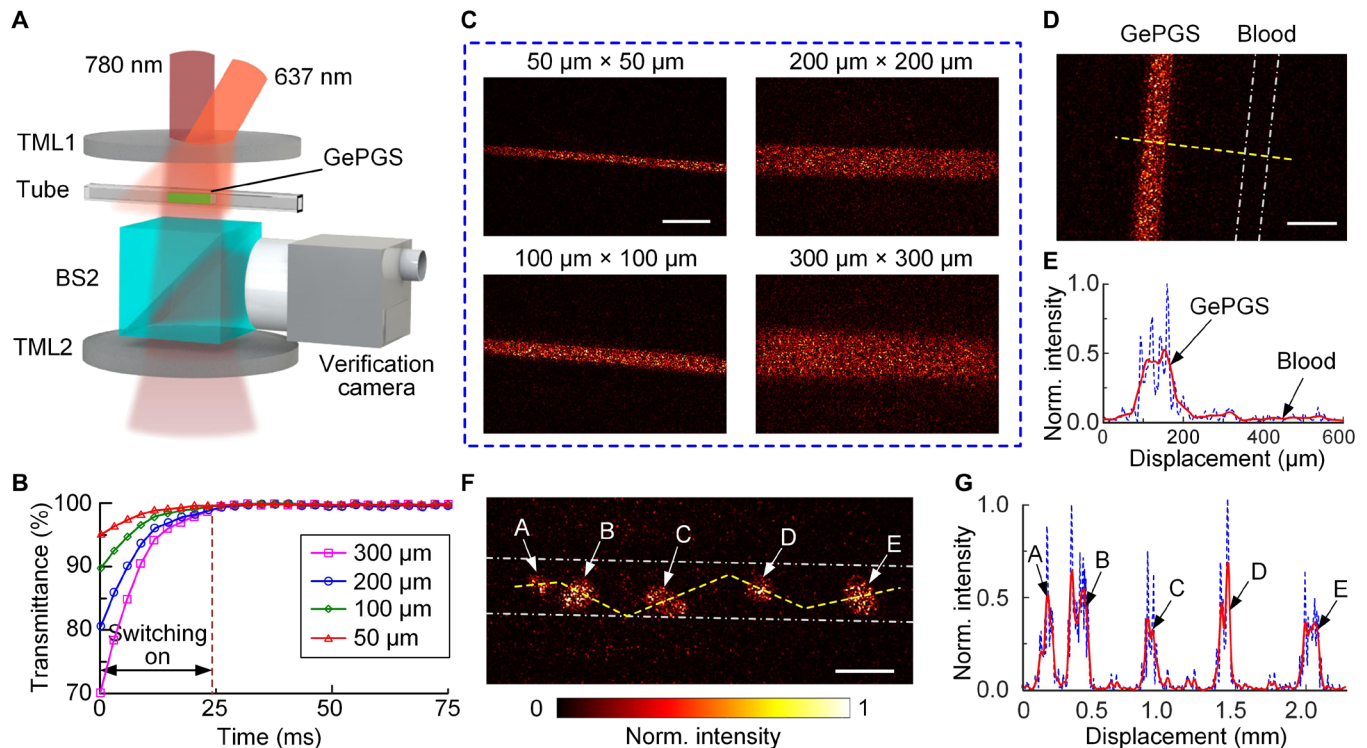 A
780 nm
637 nm
TML1
GePGS
Tube
BS2
TML2
Verification
camera
B
Transmittance (%)
100
90
80
70
300 µm
200 µm
100 µm
50 µm
Switching
on
0
25
50
75
Time (ms)
C
50 µm × 50 µm
200 µm × 200 µm
100 µm × 100 µm
300 µm × 300 µm
D
GePGS
Blood
E
Norm. intensity
1.0
0.5
0.0
GePGS
Blood
0
200
400
600
Displacement (µm)
F
A
B
C
D
E
0
1
Norm. intensity
G
Norm. intensity
1.0
0.5
0.0
A
B
C
D
E
0
0.5
1.0
1.5
2.0
Displacement (mm)